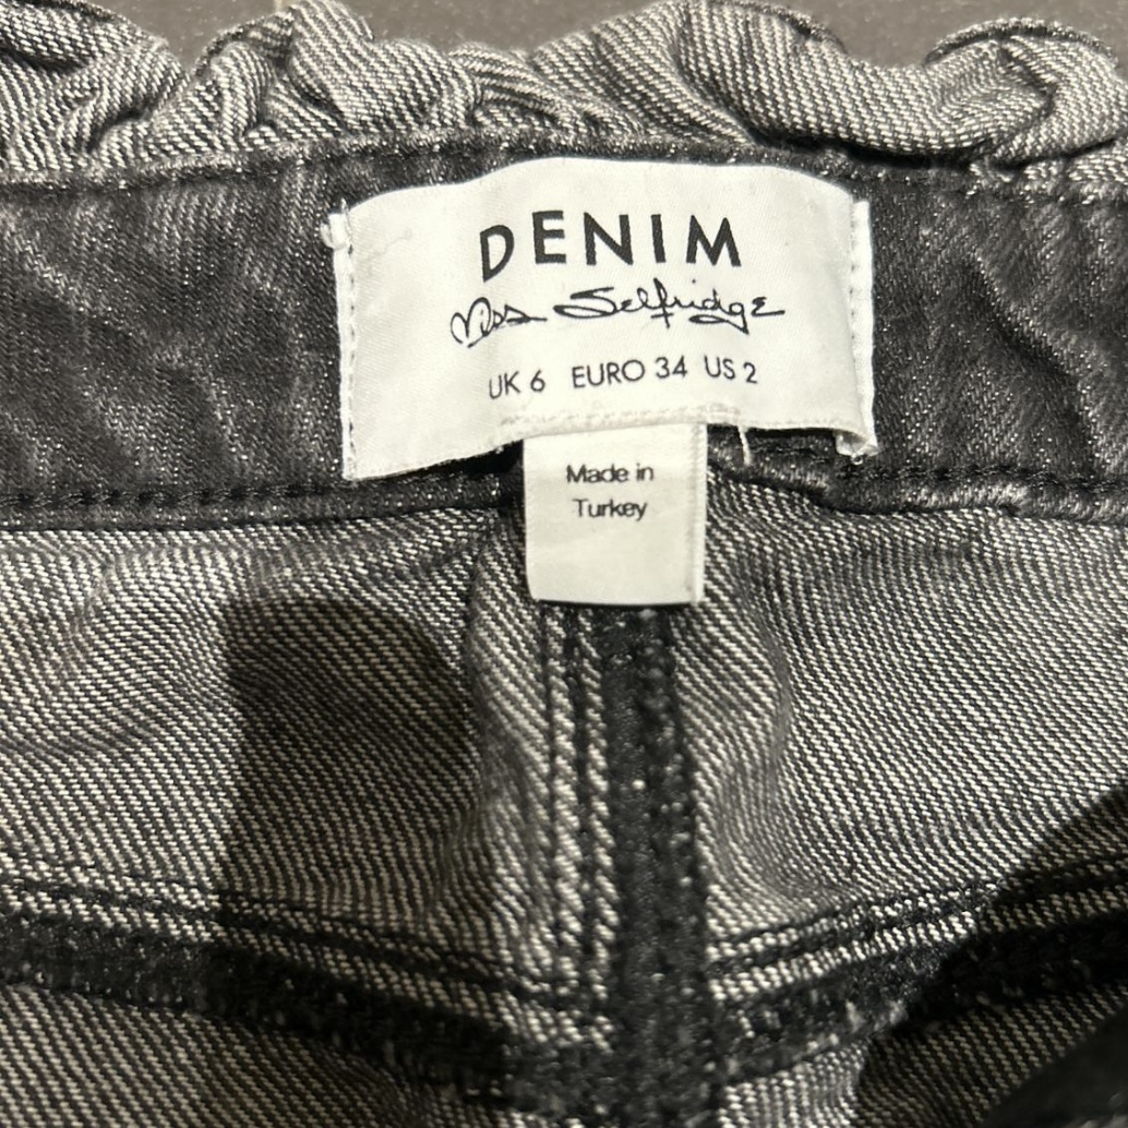 DENIM
Miss Selfridge
UK 6 EURO 34 US 2
Made in
Turkey